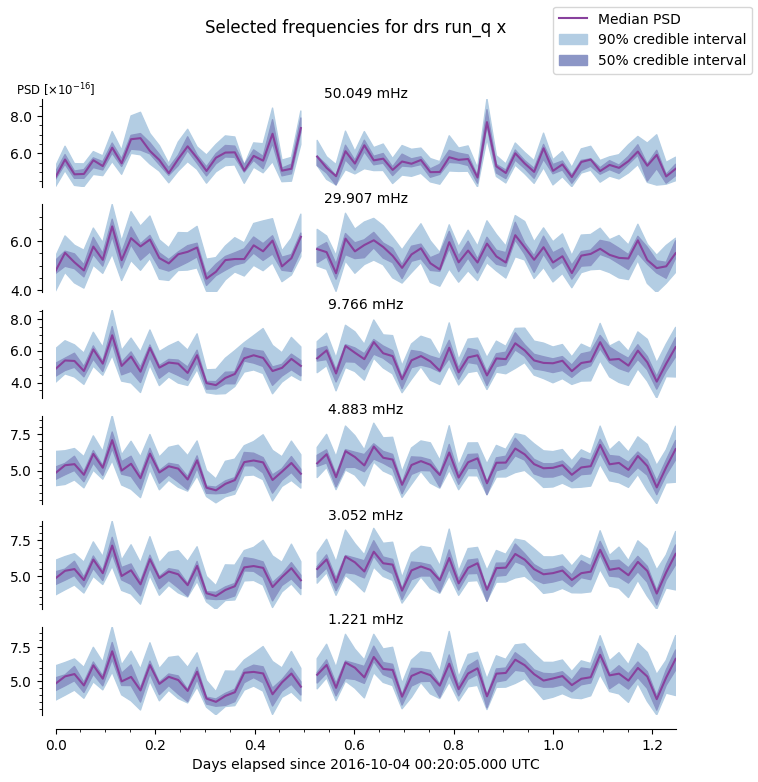 Selected frequencies for drs run_q x
Median PSD
90% credible interval
50% credible interval
PSD [×10⁻¹⁶]
50.049 mHz
8.0
6.0
29.907 mHz
6.0
4.0
9.766 mHz
8.0
6.0
4.0
4.883 mHz
7.5
5.0
3.052 mHz
7.5
5.0
1.221 mHz
7.5
5.0
0.0 0.2 0.4 0.6 0.8 1.0 1.2
Days elapsed since 2016-10-04 00:20:05.000 UTC